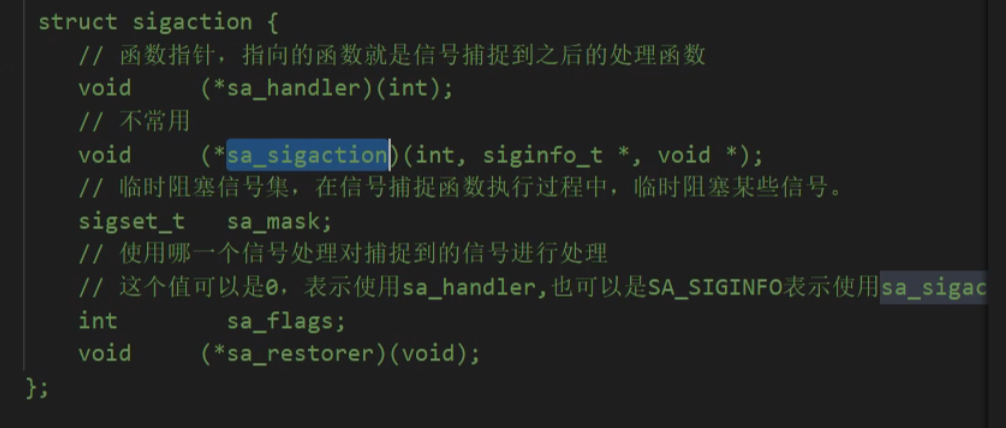 struct sigaction {
// 函数指针，指向的函数就是信号捕捉到之后的处理函数
void (*sa_handler)(int);
// 不常用
void (*sa_sigaction)(int, siginfo_t *, void *);
// 临时阻塞信号集，在信号捕捉函数执行过程中，临时阻塞某些信号。
sigset_t sa_mask;
// 使用哪一个信号处理对捕捉到的信号进行处理
// 这个值可以是0，表示使用sa_handler,也可以是SA_SIGINFO表示使用sa_sigac
int sa_flags;
void (*sa_restorer)(void);
};